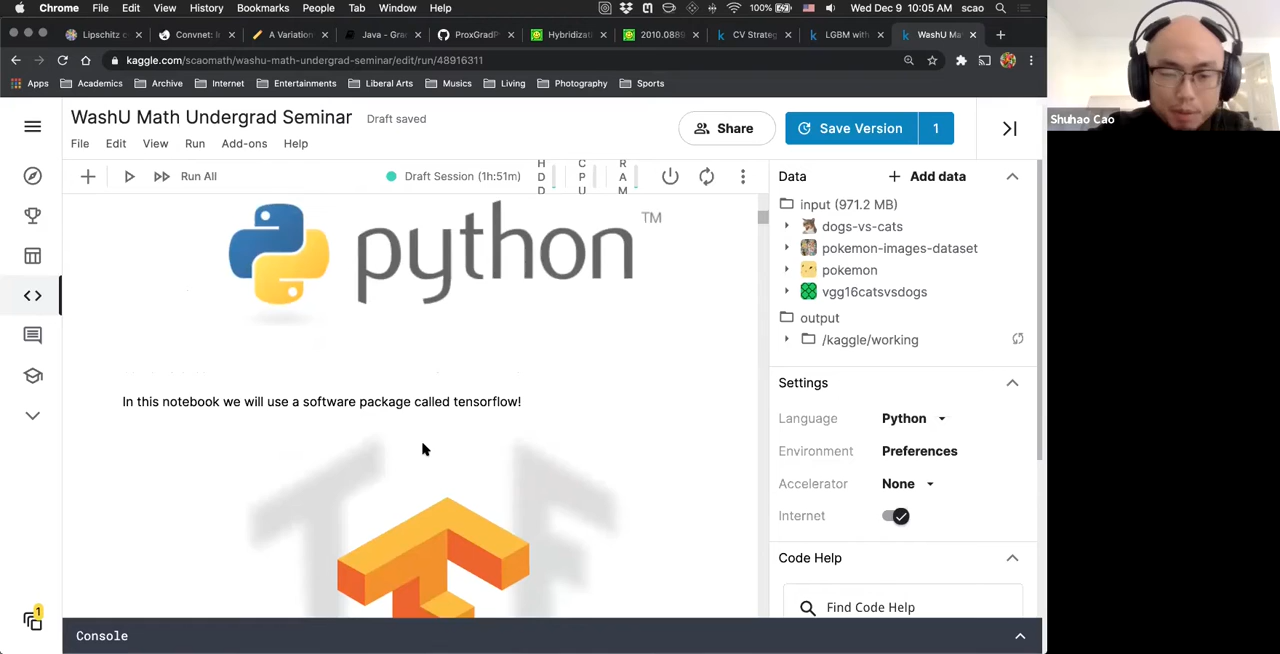 Chrome File Edit View History Bookmarks People Tab Window Help 100% Wed Dec 9 10:05 AM scao
Lipschitz c Convnet: In A Variation Java - Gra ProxGradP Hybridizat 2010.0889 CV Strateg LGBM with WashU Ma
kaggle.com/scaomath/washu-math-undergrad-seminar/edit/run/48916311
Apps Academics Archive Internet Entertainments Liberal Arts Musics Living Photography Sports
WashU Math Undergrad Seminar Draft saved
File Edit View Run Add-ons Help
Share
Save Version 1
Run All
Draft Session (1h:51m)
HDD
CPU
RAM
python
TM
In this notebook we will use a software package called tensorflow!
TF
Console
Data
Add data
input (971.2 MB)
dogs-vs-cats
pokemon-images-dataset
pokemon
vgg16catsvsdogs
output
/kaggle/working
Settings
Language Python
Environment Preferences
Accelerator None
Internet
Code Help
Find Code Help
1
Shuhao Cao